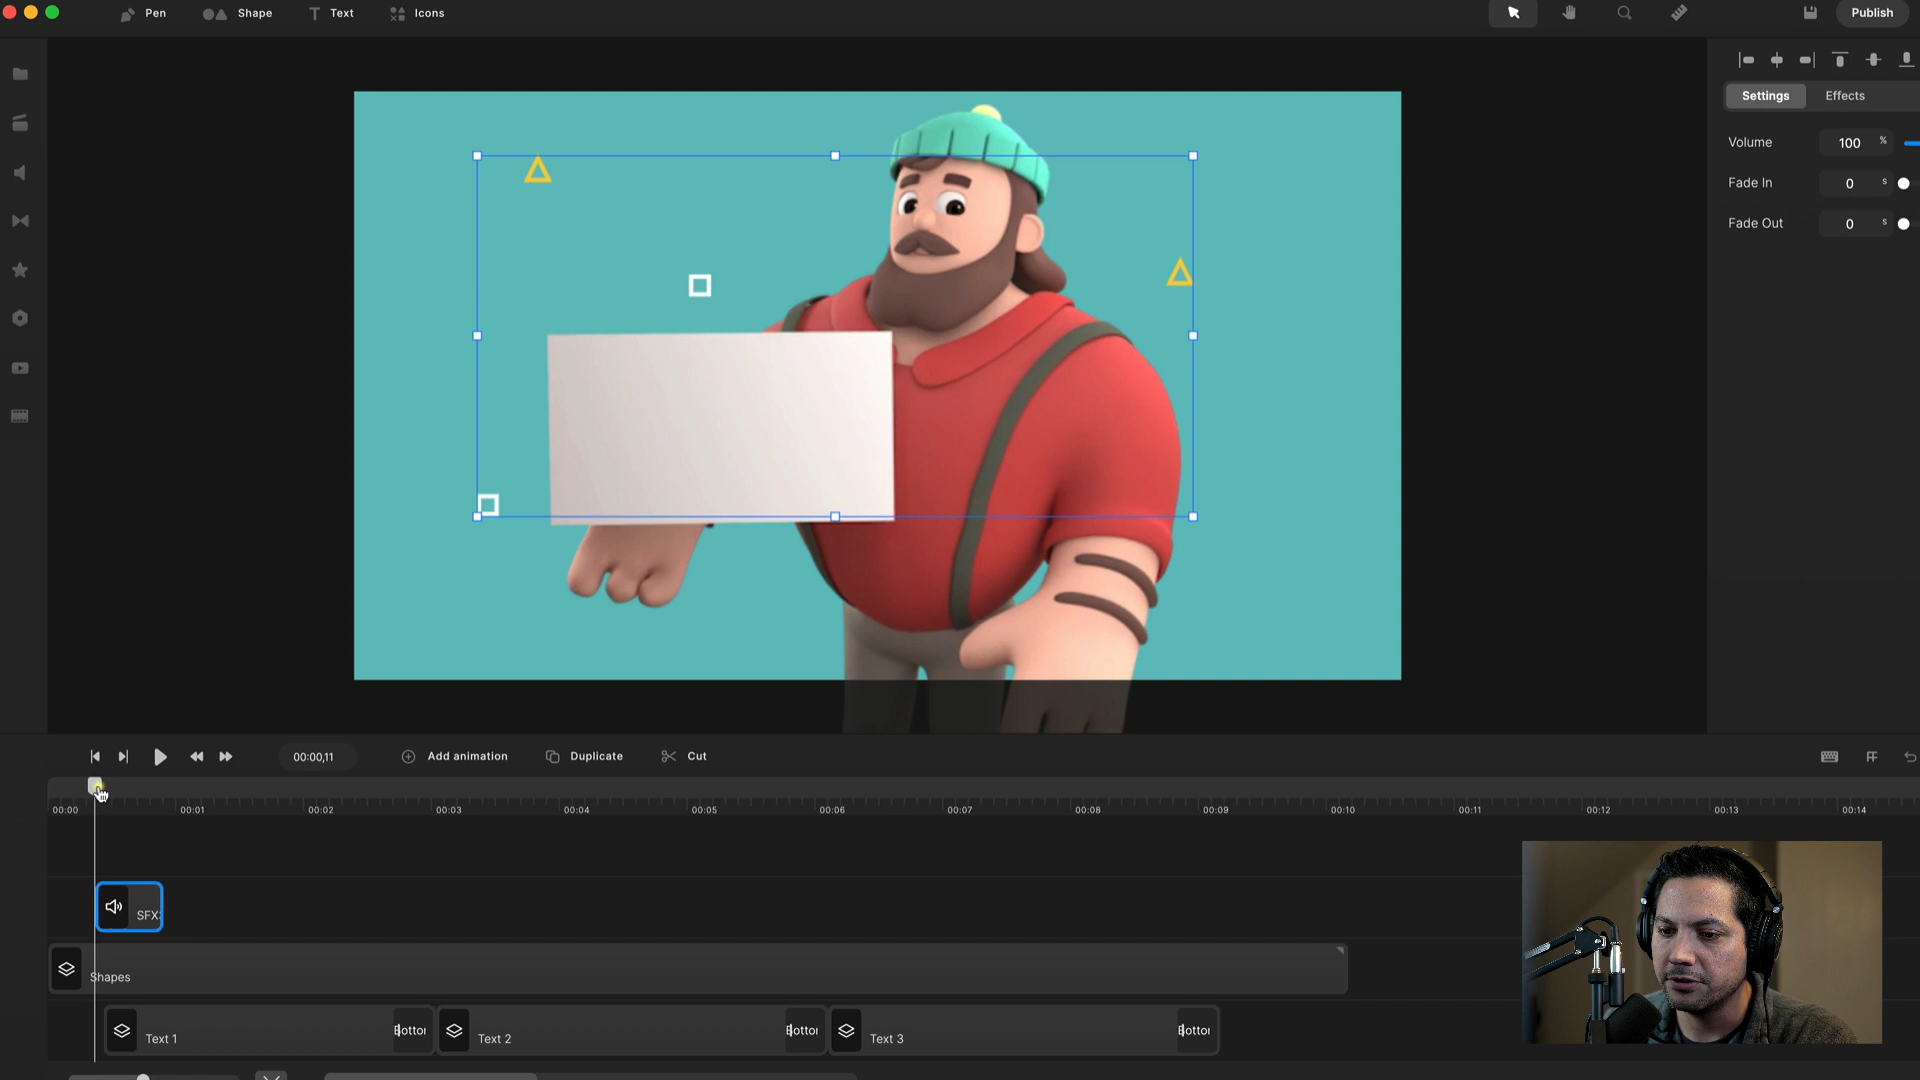 Pen Shape Text Icons Publish
Settings Effects
Volume 100 %
Fade In 0 s
Fade Out 0 s
00:00,11 Add animation Duplicate Cut
00:00 00:01 00:02 00:03 00:04 00:05 00:06 00:07 00:08 00:09 00:10 00:11 00:12 00:13 00:14
SFX
Shapes
Text 1 Bottor Text 2 Bottor Text 3 Bottor